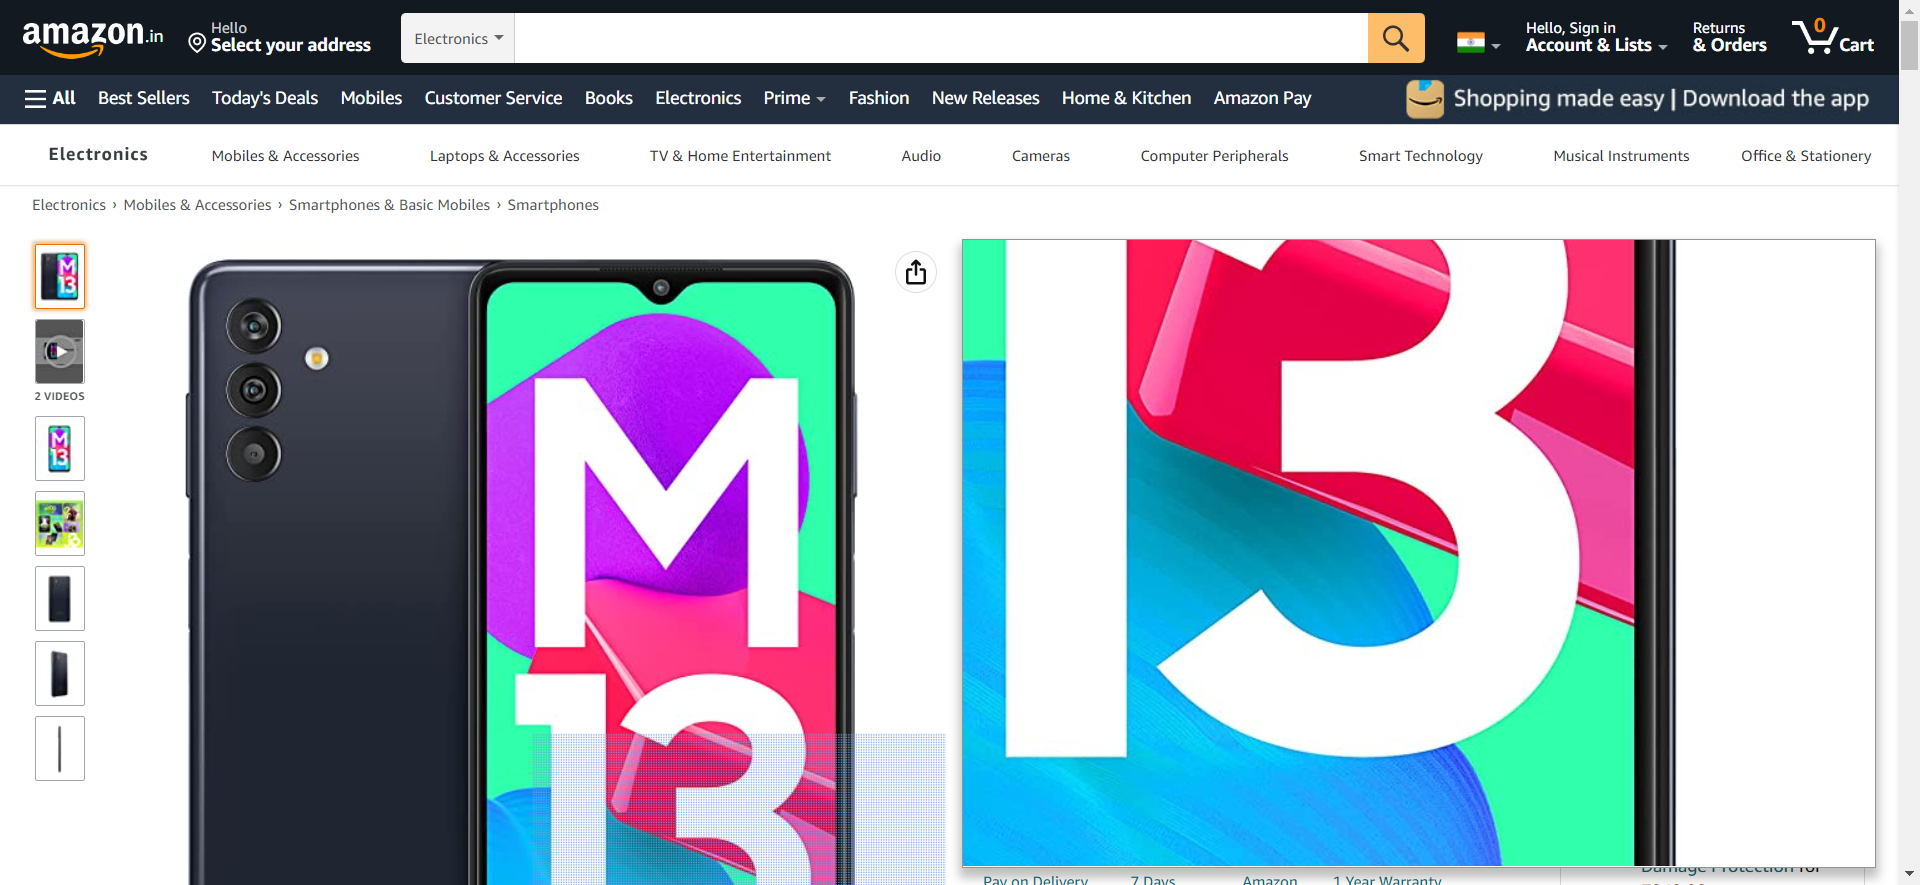 amazon.in
Hello
Select your address
Electronics
Hello, Sign in
Account & Lists
Returns
& Orders
0
Cart
All
Best Sellers
Today's Deals
Mobiles
Customer Service
Books
Electronics
Prime
Fashion
New Releases
Home & Kitchen
Amazon Pay
Shopping made easy | Download the app
Electronics
Mobiles & Accessories
Laptops & Accessories
TV & Home Entertainment
Audio
Cameras
Computer Peripherals
Smart Technology
Musical Instruments
Office & Stationery
Electronics › Mobiles & Accessories › Smartphones & Basic Mobiles › Smartphones
M
13
2 VIDEOS
M
13
M
13
13
Damage Protection for
Pay on Delivery
7 Days
Amazon
1 Year Warranty